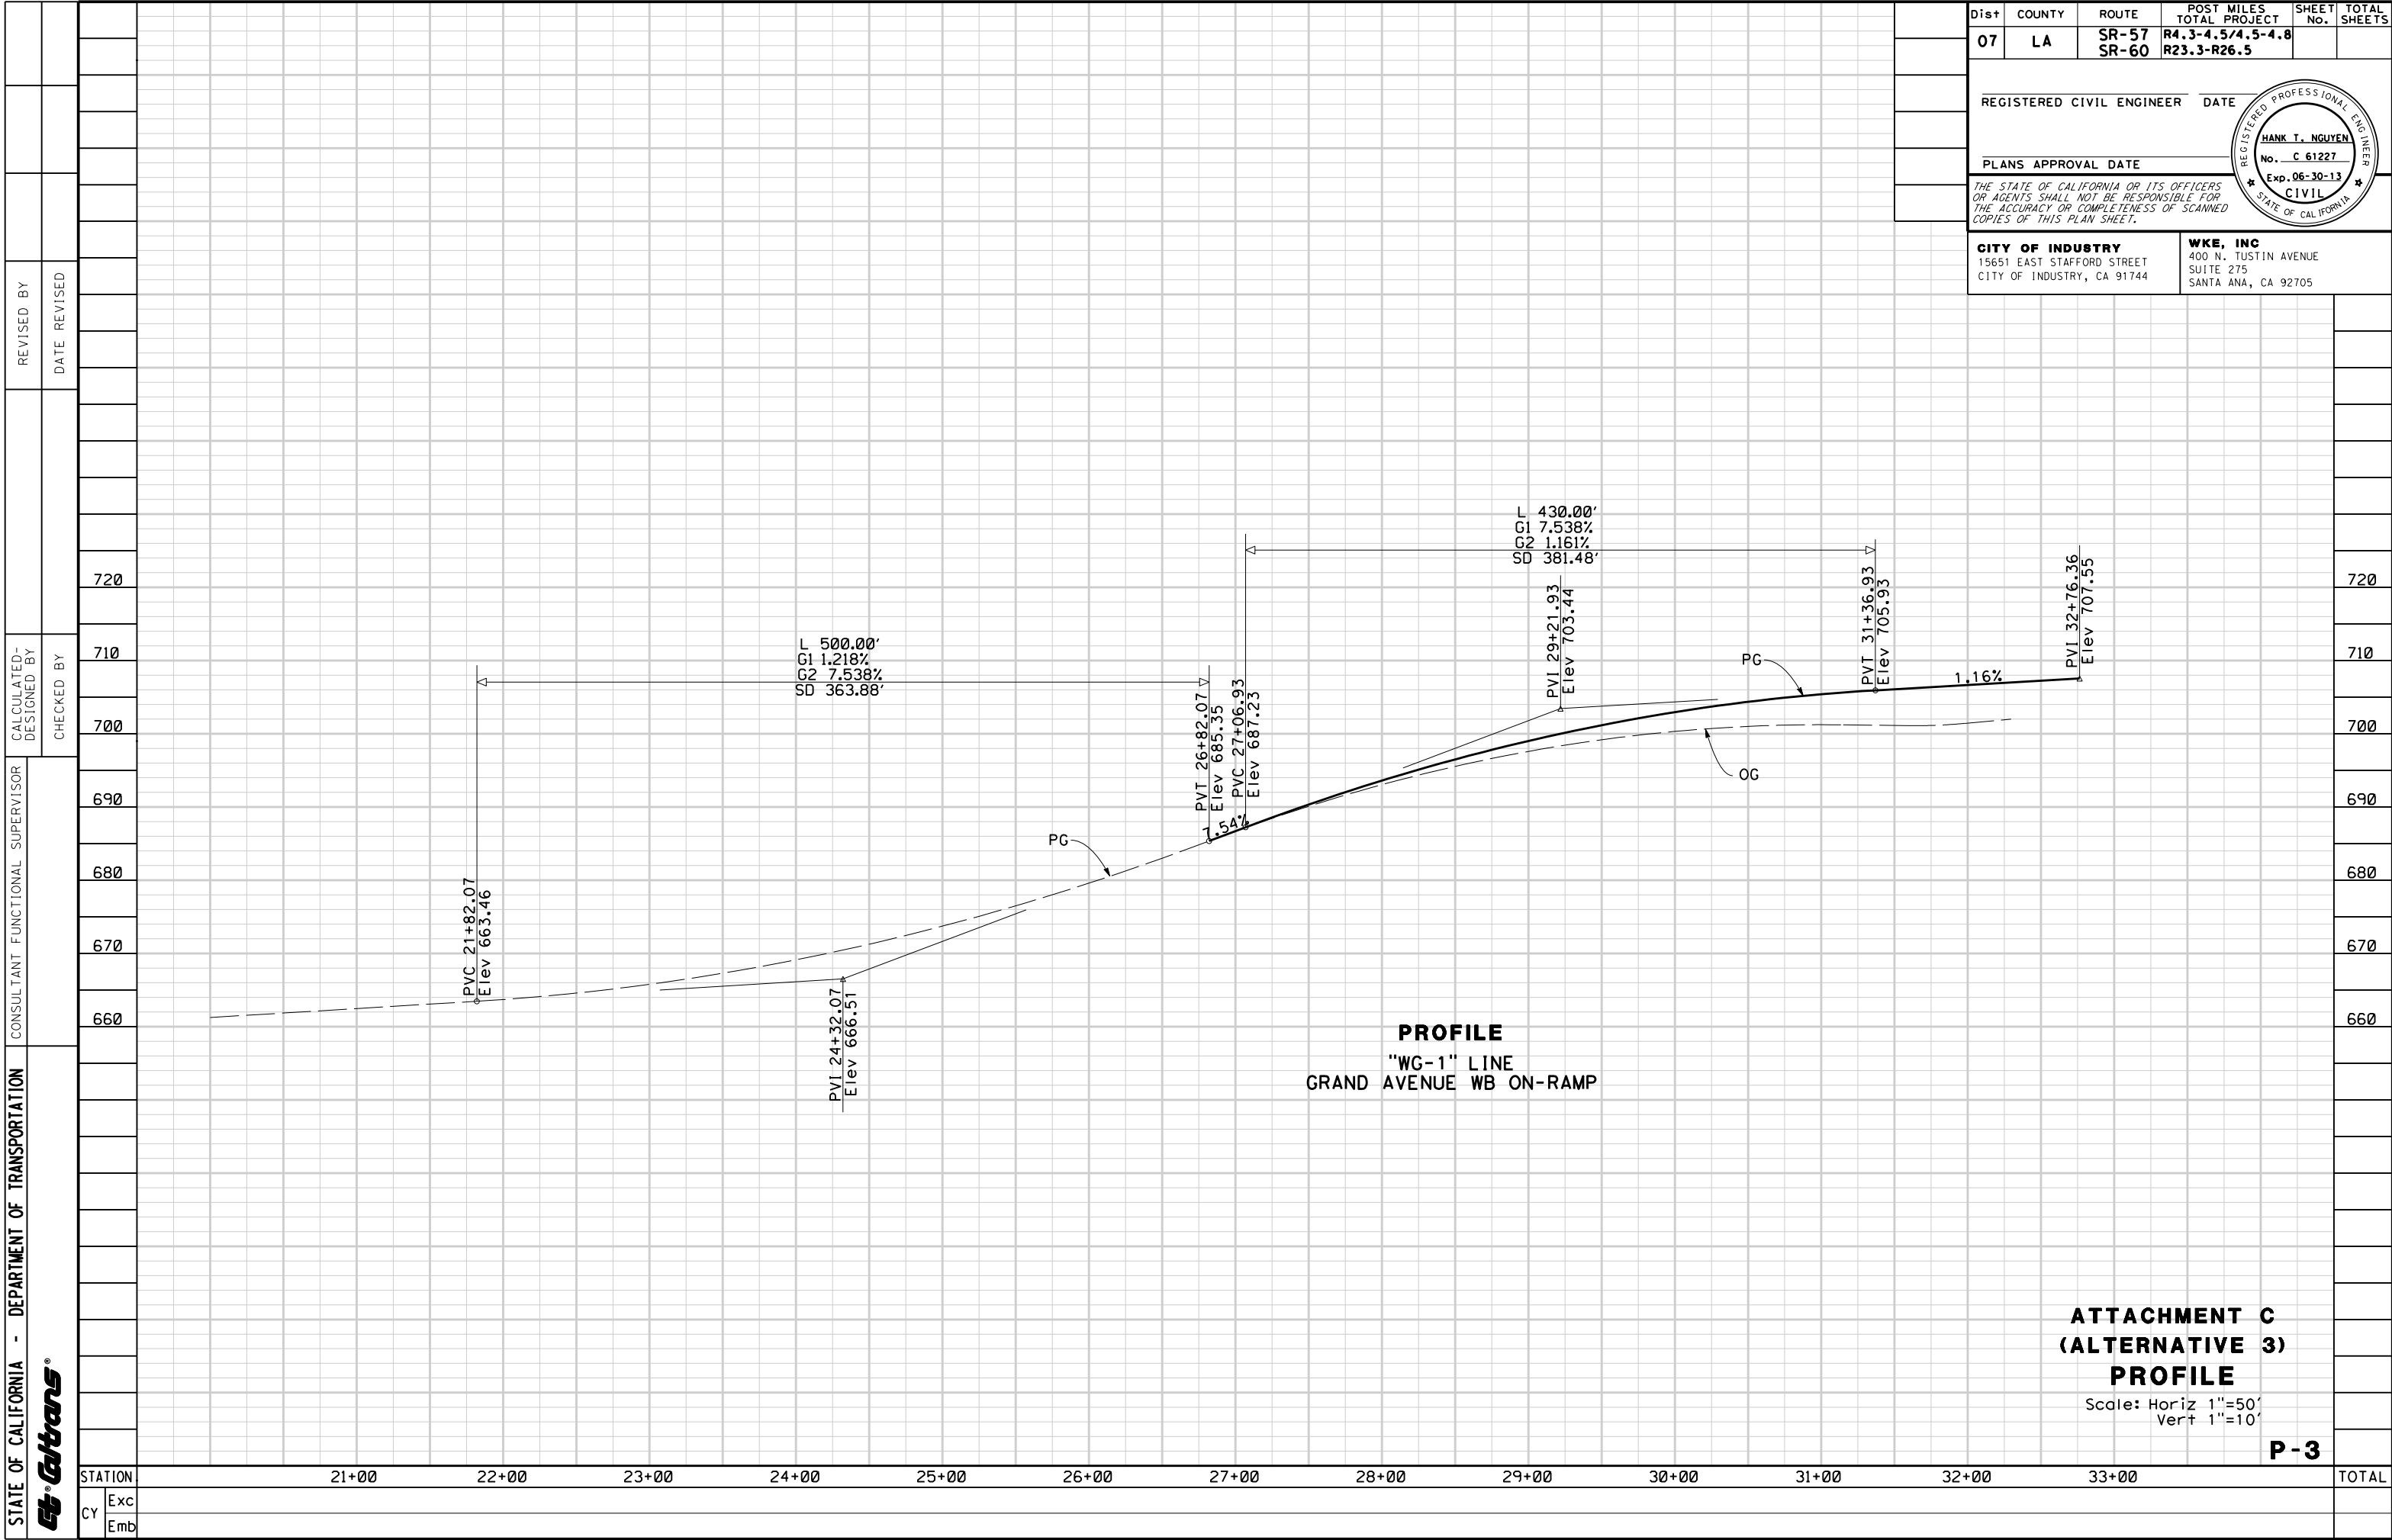 Dist COUNTY ROUTE POST MILES TOTAL PROJECT SHEET No. TOTAL SHEETS
07 LA SR-57 R4.3-4.5/4.5-4.8
SR-60 R23.3-R26.5
REGISTERED CIVIL ENGINEER DATE
PLANS APPROVAL DATE
REGISTERED PROFESSIONAL ENGINEER
HANK T. NGUYEN
No. C 61227
Exp. 06-30-13
CIVIL
STATE OF CALIFORNIA
THE STATE OF CALIFORNIA OR ITS OFFICERS
OR AGENTS SHALL NOT BE RESPONSIBLE FOR
THE ACCURACY OR COMPLETENESS OF SCANNED
COPIES OF THIS PLAN SHEET.
CITY OF INDUSTRY
15651 EAST STAFFORD STREET
CITY OF INDUSTRY, CA 91744
WKE, INC
400 N. TUSTIN AVENUE
SUITE 275
SANTA ANA, CA 92705
REVISED BY
DATE REVISED
CALCULATED-
DESIGNED BY
CHECKED BY
CONSULTANT FUNCTIONAL SUPERVISOR
STATE OF CALIFORNIA - DEPARTMENT OF TRANSPORTATION
Ct® Caltrans®
720
710
700
690
680
670
660
L 500.00'
G1 1.218%
G2 7.538%
SD 363.88'
L 430.00'
G1 7.538%
G2 1.161%
SD 381.48'
PVC 21+82.07
Elev 663.46
PVI 24+32.07
Elev 666.51
PG
PVT 26+82.07
Elev 685.35
PVC 27+06.93
Elev 687.23
7.54%
PVI 29+21.93
Elev 703.44
PG
OG
PVT 31+36.93
Elev 705.93
1.16%
PVI 32+76.36
Elev 707.55
720
710
700
690
680
670
660
PROFILE
"WG-1" LINE
GRAND AVENUE WB ON-RAMP
ATTACHMENT C
(ALTERNATIVE 3)
PROFILE
Scale: Horiz 1"=50'
Vert 1"=10'
P-3
STATION 21+00 22+00 23+00 24+00 25+00 26+00 27+00 28+00 29+00 30+00 31+00 32+00 33+00 TOTAL
CY Exc
Emb